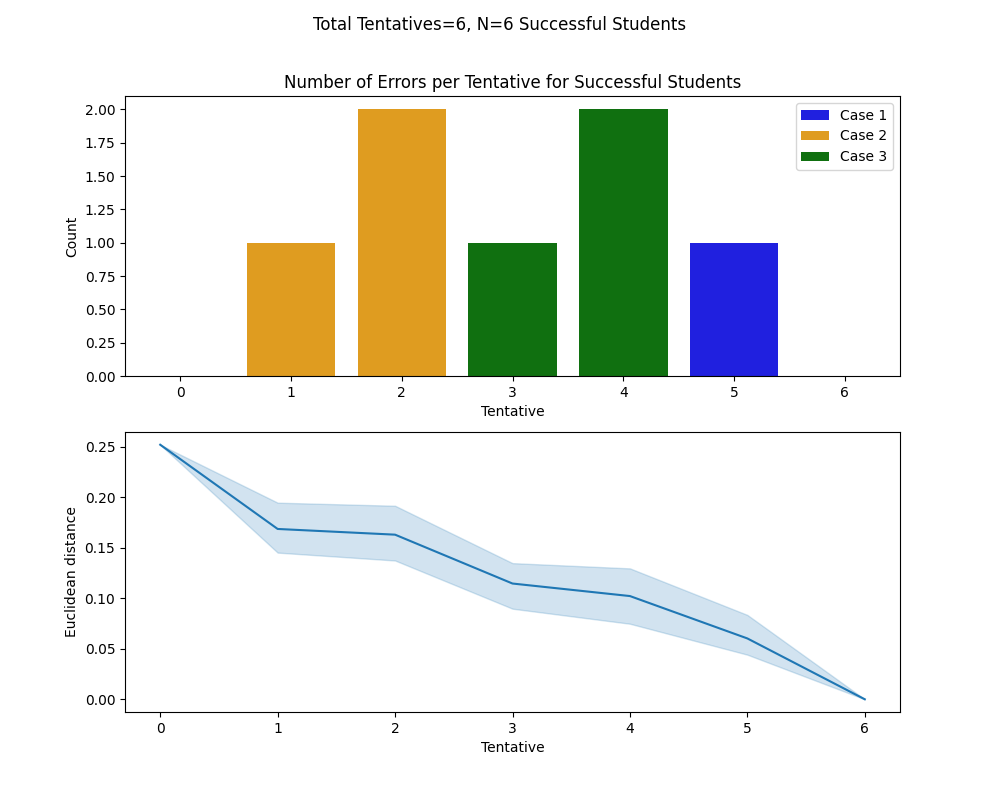 Total Tentatives=6, N=6 Successful Students
Number of Errors per Tentative for Successful Students
2.00
1.75
1.50
1.25
1.00
0.75
0.50
0.25
0.00
Count
Case 1
Case 2
Case 3
0 1 2 3 4 5 6
Tentative
0.25
0.20
0.15
0.10
0.05
0.00
Euclidean distance
0 1 2 3 4 5 6
Tentative